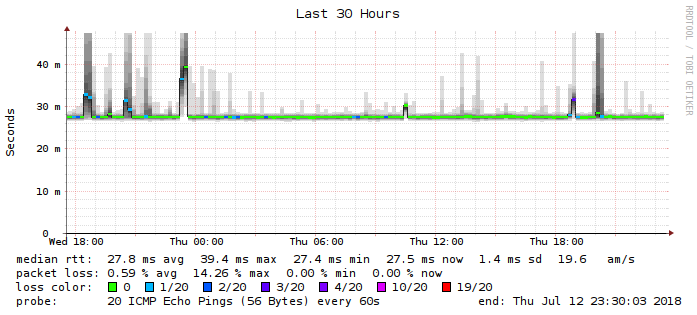 Last 30 Hours
RRDTOOL / TOBI OETIKER
Seconds
40 m
30 m
20 m
10 m
0
Wed 18:00 Thu 00:00 Thu 06:00 Thu 12:00 Thu 18:00
median rtt: 27.8 ms avg 39.4 ms max 27.4 ms min 27.5 ms now 1.4 ms sd 19.6 am/s
packet loss: 0.59 % avg 14.26 % max 0.00 % min 0.00 % now
loss color: 0 1/20 2/20 3/20 4/20 10/20 19/20
probe: 20 ICMP Echo Pings (56 Bytes) every 60s end: Thu Jul 12 23:30:03 2018